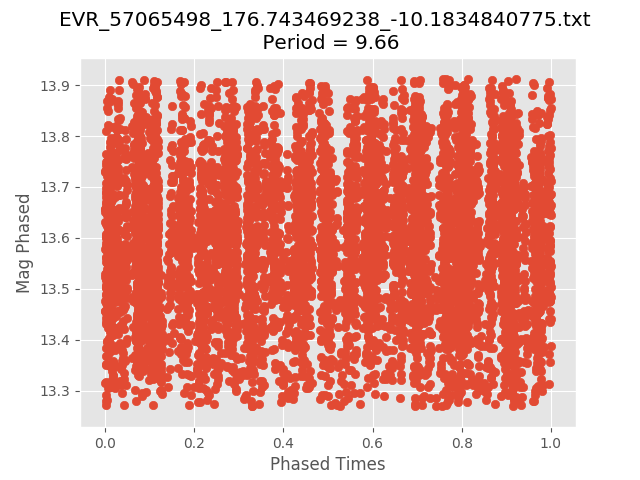 EVR_57065498_176.743469238_-10.1834840775.txt
Period = 9.66
Mag Phased
13.9
13.8
13.7
13.6
13.5
13.4
13.3
0.0 0.2 0.4 0.6 0.8 1.0
Phased Times